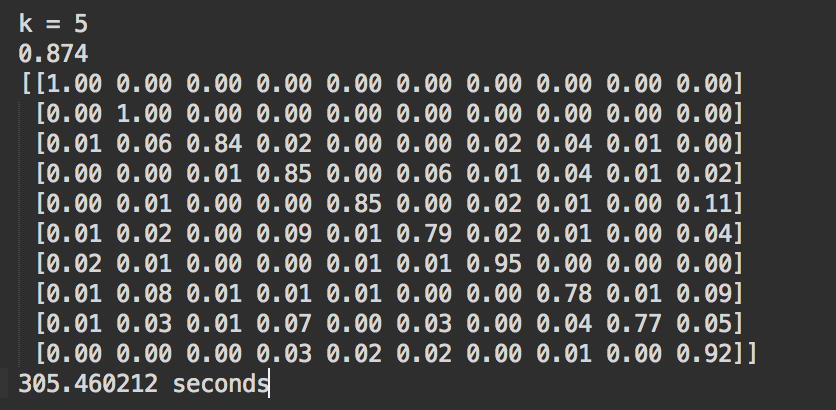 k = 5
0.874
[[1.00 0.00 0.00 0.00 0.00 0.00 0.00 0.00 0.00 0.00]
[0.00 1.00 0.00 0.00 0.00 0.00 0.00 0.00 0.00 0.00]
[0.01 0.06 0.84 0.02 0.00 0.00 0.02 0.04 0.01 0.00]
[0.00 0.00 0.01 0.85 0.00 0.06 0.01 0.04 0.01 0.02]
[0.00 0.01 0.00 0.00 0.85 0.00 0.02 0.01 0.00 0.11]
[0.01 0.02 0.00 0.09 0.01 0.79 0.02 0.01 0.00 0.04]
[0.02 0.01 0.00 0.00 0.01 0.01 0.95 0.00 0.00 0.00]
[0.01 0.08 0.01 0.01 0.01 0.00 0.00 0.78 0.01 0.09]
[0.01 0.03 0.01 0.07 0.00 0.03 0.00 0.04 0.77 0.05]
[0.00 0.00 0.00 0.03 0.02 0.02 0.00 0.01 0.00 0.92]]
305.460212 seconds